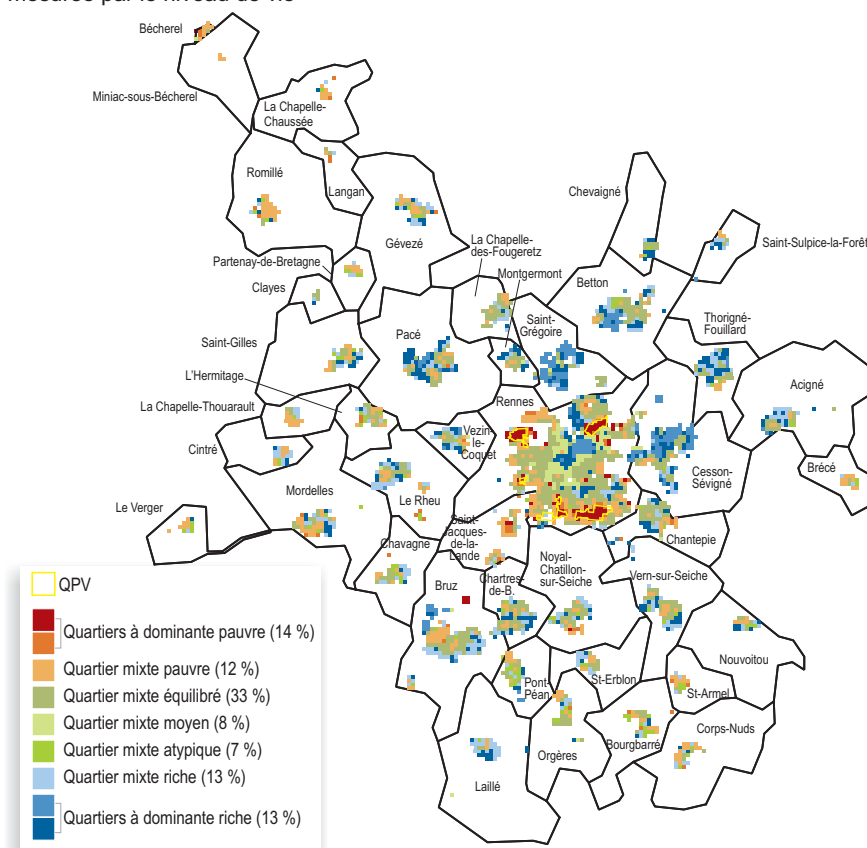 Bécherel
Miniac-sous-Bécherel
La Chapelle-
Chaussée
Romillé
Langan
Chevaigné
Gévezé
La Chapelle-
des-Fougeretz
Saint-Sulpice-la-Forêt
Partenay-de-Bretagne
Montgermont
Clayes
Betton
Saint-
Grégoire
Thorigné-
Fouillard
Saint-Gilles
Pacé
L'Hermitage
Acigné
La Chapelle-Thouarault
Rennes
Vezin-
le-
Coquet
Cintré
Cesson-
Sévigné
Brécé
Mordelles
Le Rheu
Le Verger
Saint-
Jacques-
de-la-
Lande
Chantepie
Chavagne
Noyal-
Chatillon-
sur-Seiche
Bruz
Chartres-
de-B.
Vern-sur-Seiche
Nouvoitou
Pont-
Péan
St-Erblon
St-Armel
Corps-Nuds
Bourgbarré
Orgères
Laillé
QPV
Quartiers à dominante pauvre (14 %)
Quartier mixte pauvre (12 %)
Quartier mixte équilibré (33 %)
Quartier mixte moyen (8 %)
Quartier mixte atypique (7 %)
Quartier mixte riche (13 %)
Quartiers à dominante riche (13 %)